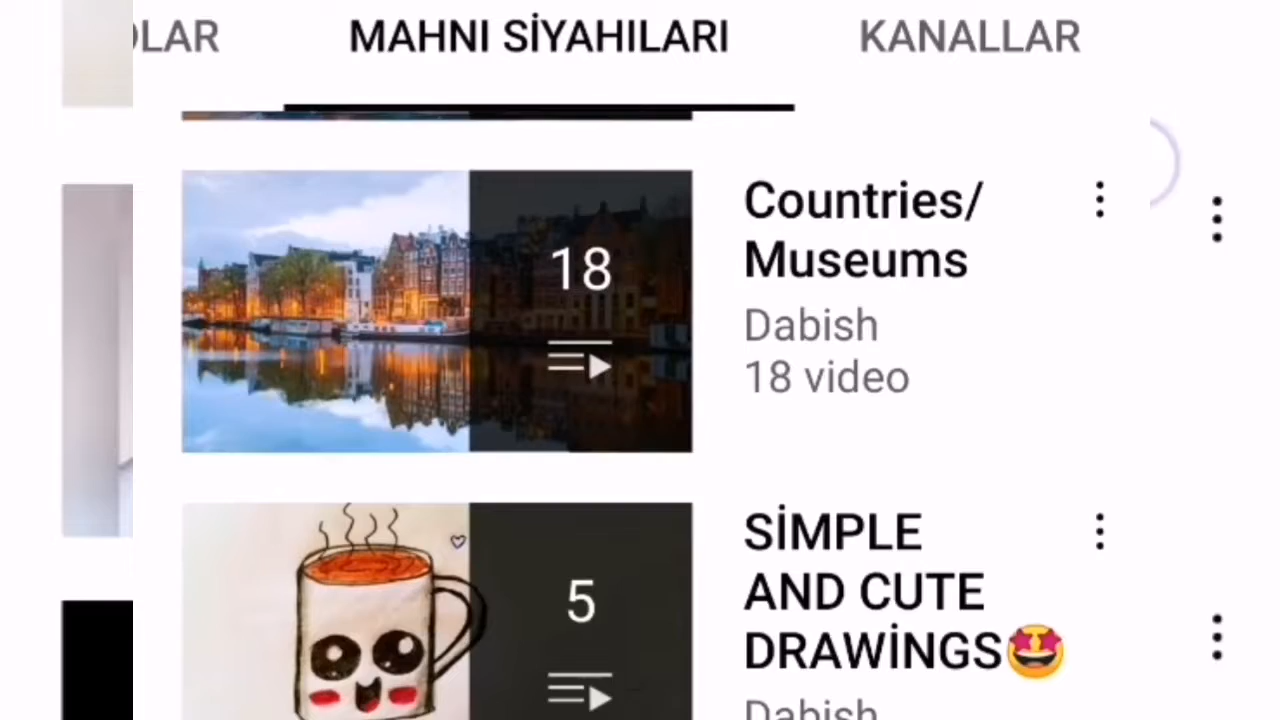 OLAR MAHNI SİYAHILARI KANALLAR
18
Countries/
Museums
Dabish
18 video
5
SİMPLE
AND CUTE
DRAWİNGS🤩
Dabish